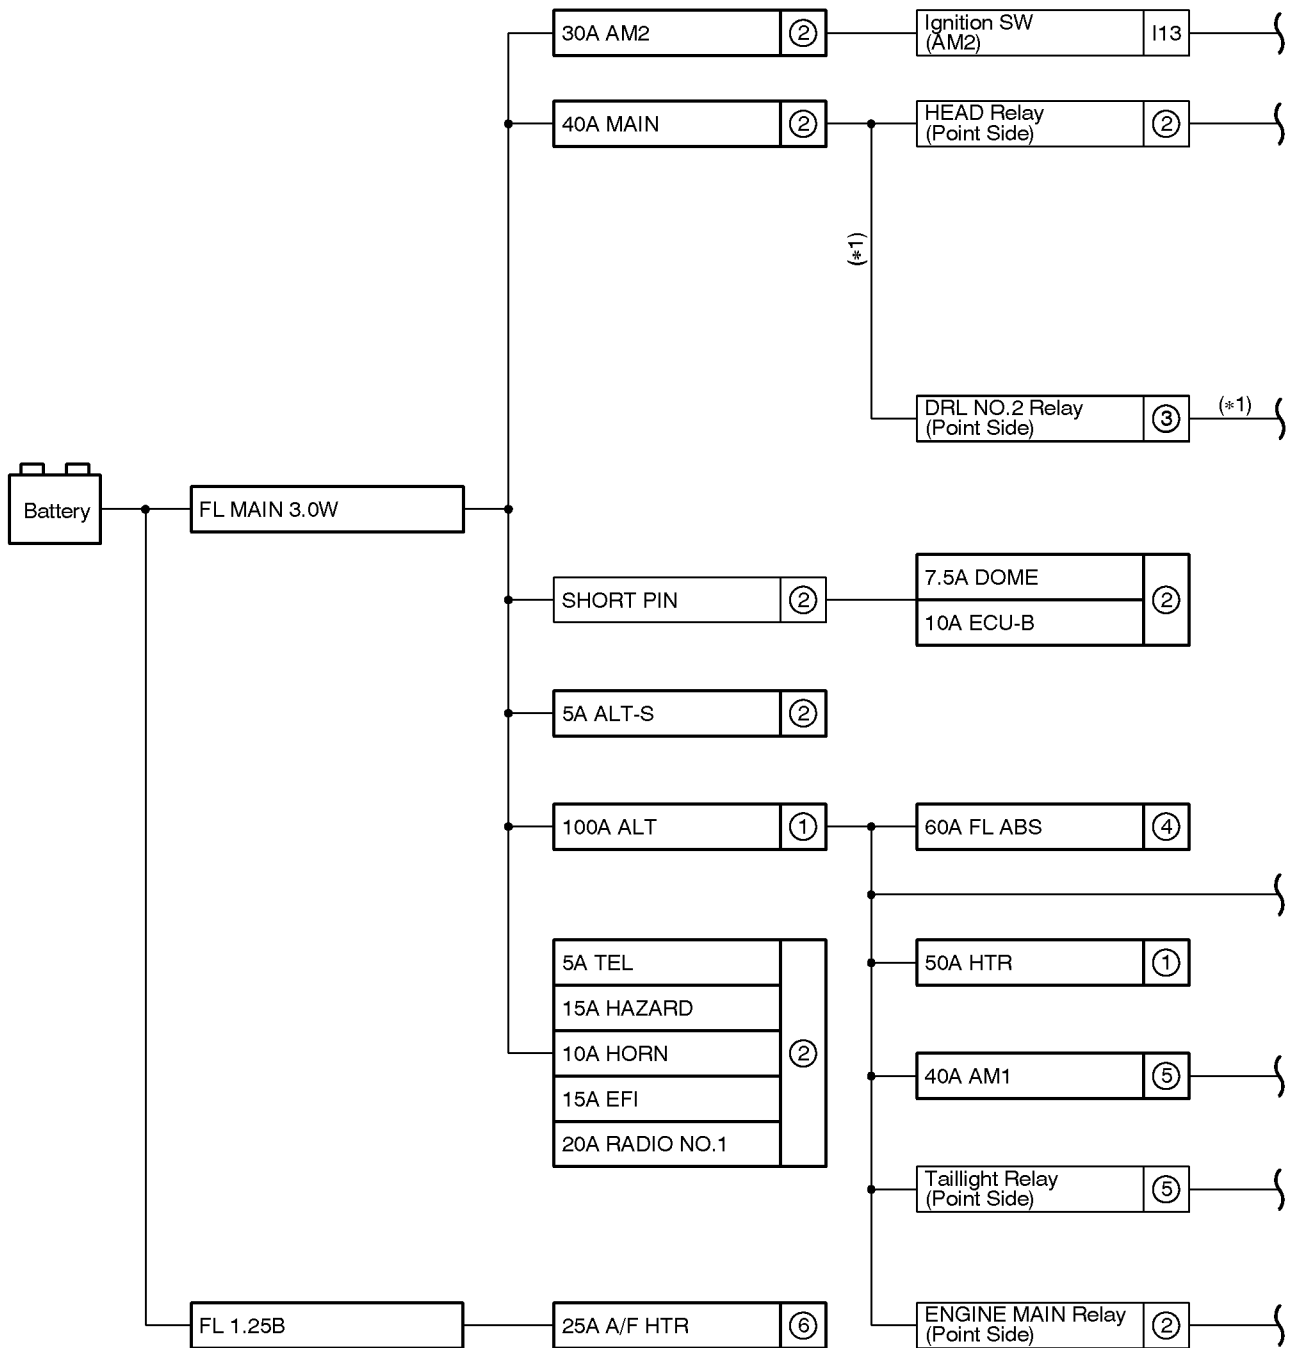 30A AM2 ②
Ignition SW
(AM2)
I13
40A MAIN ②
HEAD Relay
(Point Side)
②
(*1)
DRL NO.2 Relay
(Point Side)
③
(*1)
Battery
FL MAIN 3.0W
SHORT PIN ②
7.5A DOME
10A ECU-B
②
5A ALT-S ②
100A ALT ①
60A FL ABS ④
5A TEL
15A HAZARD
10A HORN
15A EFI
20A RADIO NO.1
②
50A HTR ①
40A AM1 ⑤
Taillight Relay
(Point Side)
⑤
FL 1.25B
25A A/F HTR ⑥
ENGINE MAIN Relay
(Point Side)
②